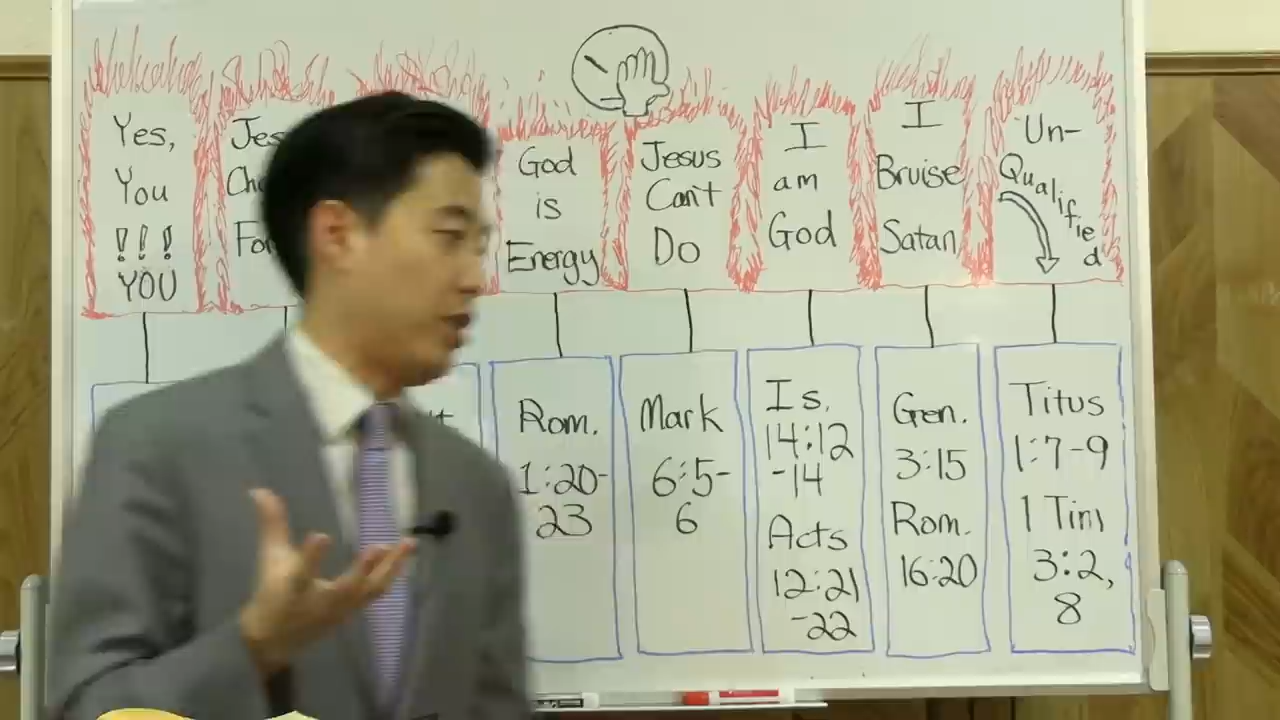 Yes,
You
!!!
YOU
God
is
Energy
Jesus
Can't
Do
I
am
God
I
Bruise
Satan
Un-
Qualified
Rom.
1:20-
23
Mark
6:5-
6
Is.
14:12
-14
Acts
12:21
-22
Gen.
3:15
Rom.
16:20
Titus
1:7-9
1 Tim
3:2,
8